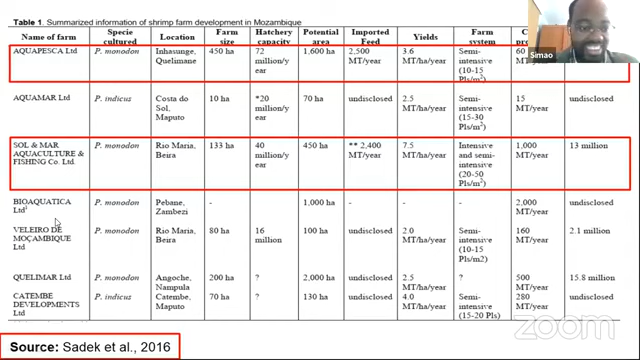 Table 1. Summarized information of shrimp farm development in Mozambique
Name of farm Specie cultured Location Farm size Hatchery capacity Potential area Imported Feed Yields Farm system
AQUAPESCA Ltd P. monodon Inhasunge, Quelimane 450 ha 72 million/y ear 1,600 ha 2,500 MT/year 3.6 MT/ha/year Semi-intensive (10-15 Pls/m2) 60
AQUAMAR Ltd P. indicus Costa do Sol, Maputo 10 ha *20 million/y ear 70 ha undisclosed 2.5 MT/ha/year Semi-intensive (15-30 Pls/m2) 15 MT/year undisclosed
SOL & MAR AQUACULTURE & FISHING Co. Ltd. P. monodon Rio Maria, Beira 133 ha 40 million/y ear 450 ha ** 2,400 MT/year 7.5 MT/ha/year Intensive and semi-intensive (20-50 Pls/m2) 1,000 MT/year 13 million
BIOAQUATICA Ltd P. monodon Pebane, Zambezi - - 1,000 ha undisclosed - - 2,000 MT/year undisclosed
VELEIRO DE MOÇAMBIQUE Ltd P. monodon Rio Maria, Beira 80 ha 16 million 100 ha undisclosed 2.0 MT/ha/year Semi-intensive (10-15 Pls/m2) 160 MT/year 2.1 million
QUELIMAR Ltd P. monodon Angoche, Nampula 200 ha ? 2,000 ha undisclosed 2.5 MT/ha/year ? 500 MT/year 15.8 million
CATEMBE DEVELOPMENTS Ltd P. indicus Catembe, Maputo 70 ha ? 130 ha undisclosed 4.0 MT/ha/year Semi-intensive (15-20 Pls) 280 MT/year undisclosed
Source: Sadek et al., 2016
Simao
zoom